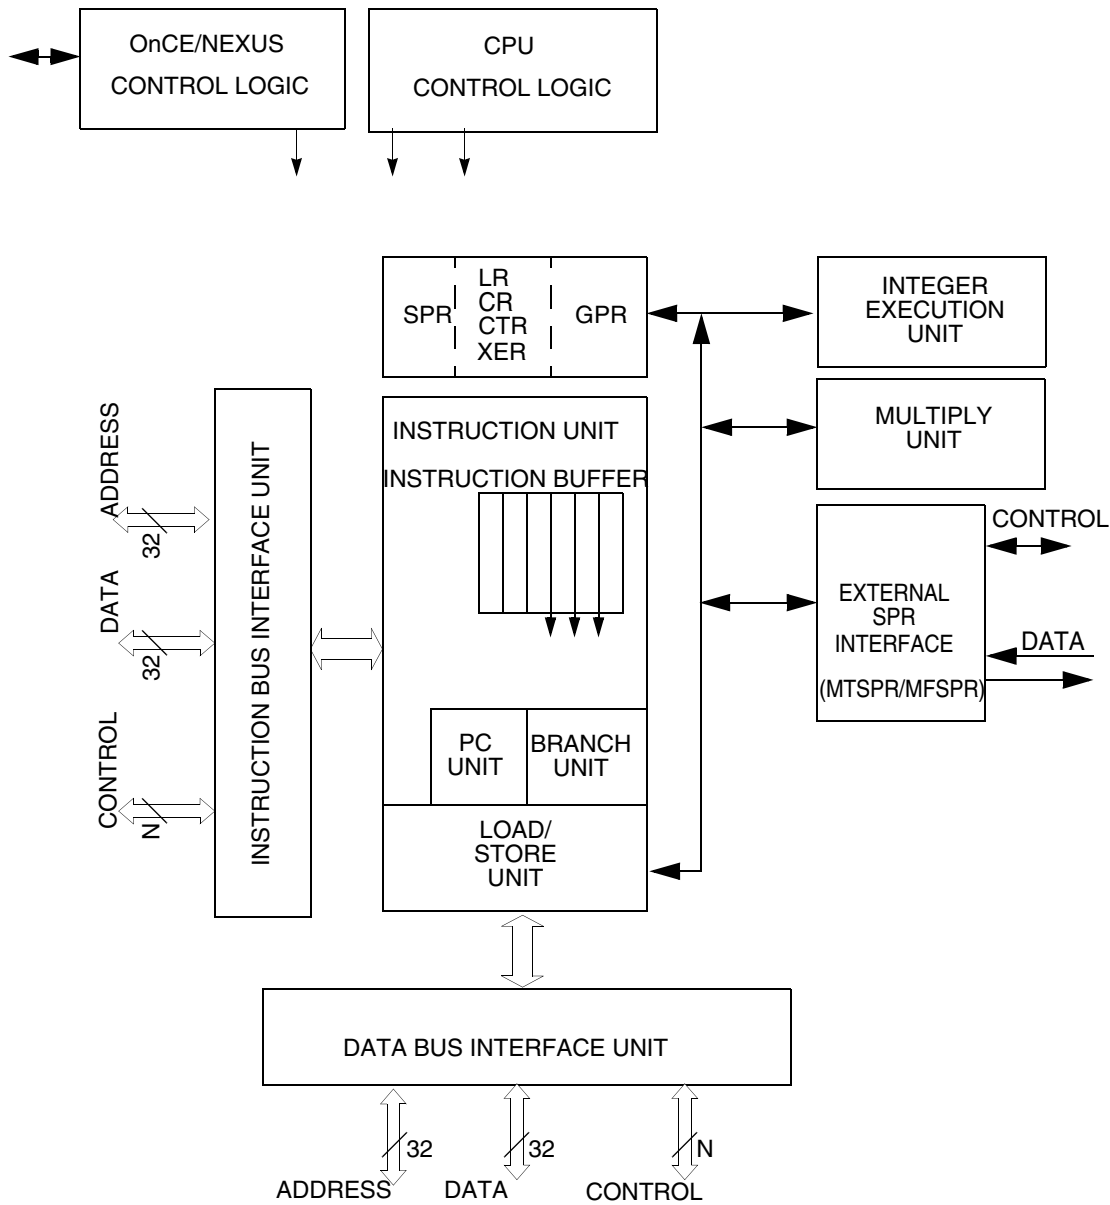 OnCE/NEXUS
CONTROL LOGIC
CPU
CONTROL LOGIC
SPR
LR
CR
CTR
XER
GPR
INTEGER
EXECUTION
UNIT
MULTIPLY
UNIT
EXTERNAL
SPR
INTERFACE
(MTSPR/MFSPR)
CONTROL
DATA
ADDRESS
32
DATA
32
CONTROL
N
INSTRUCTION BUS INTERFACE UNIT
INSTRUCTION UNIT
INSTRUCTION BUFFER
PC
UNIT
BRANCH
UNIT
LOAD/
STORE
UNIT
DATA BUS INTERFACE UNIT
32
32
N
ADDRESS
DATA
CONTROL